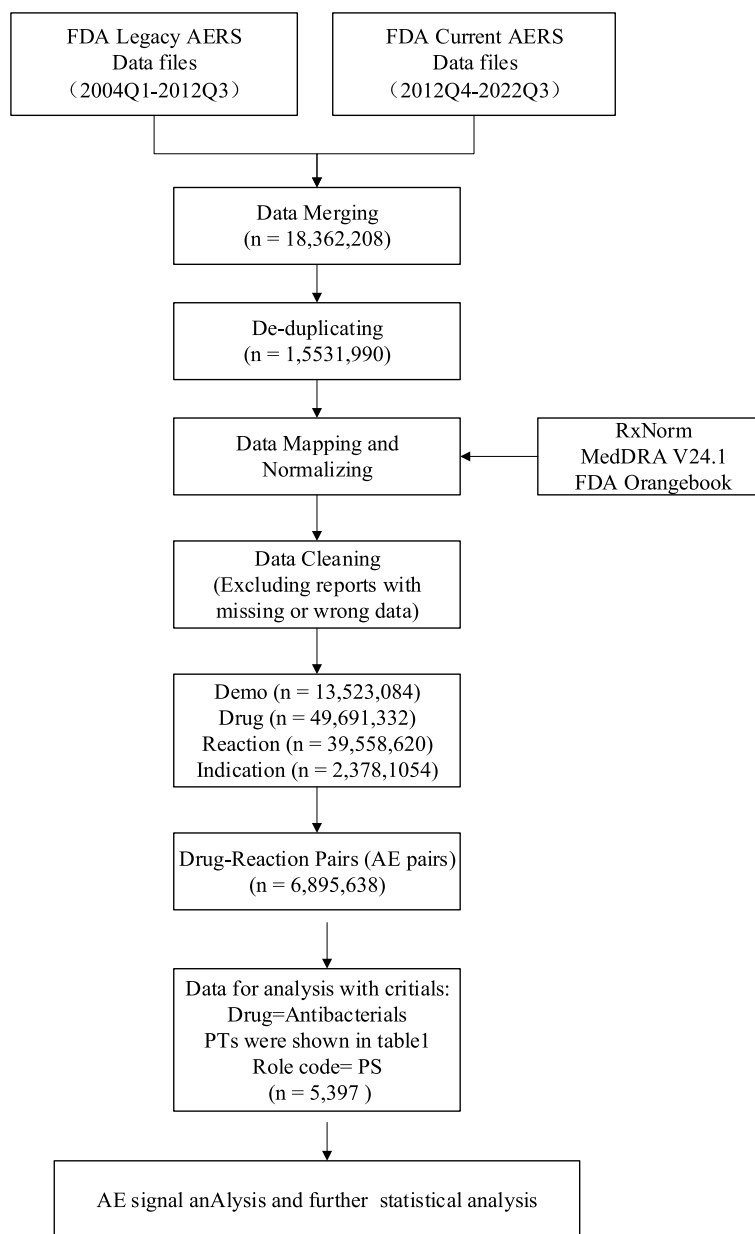 FDA Legacy AERS
Data files
（2004Q1-2012Q3）
FDA Current AERS
Data files
（2012Q4-2022Q3）
Data Merging
(n = 18,362,208)
De-duplicating
(n = 1,5531,990)
Data Mapping and
Normalizing
RxNorm
MedDRA V24.1
FDA Orangebook
Data Cleaning
(Excluding reports with
missing or wrong data)
Demo (n = 13,523,084)
Drug (n = 49,691,332)
Reaction (n = 39,558,620)
Indication (n = 2,378,1054)
Drug-Reaction Pairs (AE pairs)
(n = 6,895,638)
Data for analysis with critials:
Drug=Antibacterials
PTs were shown in table1
Role code= PS
(n = 5,397 )
AE signal anAlysis and further  statistical analysis